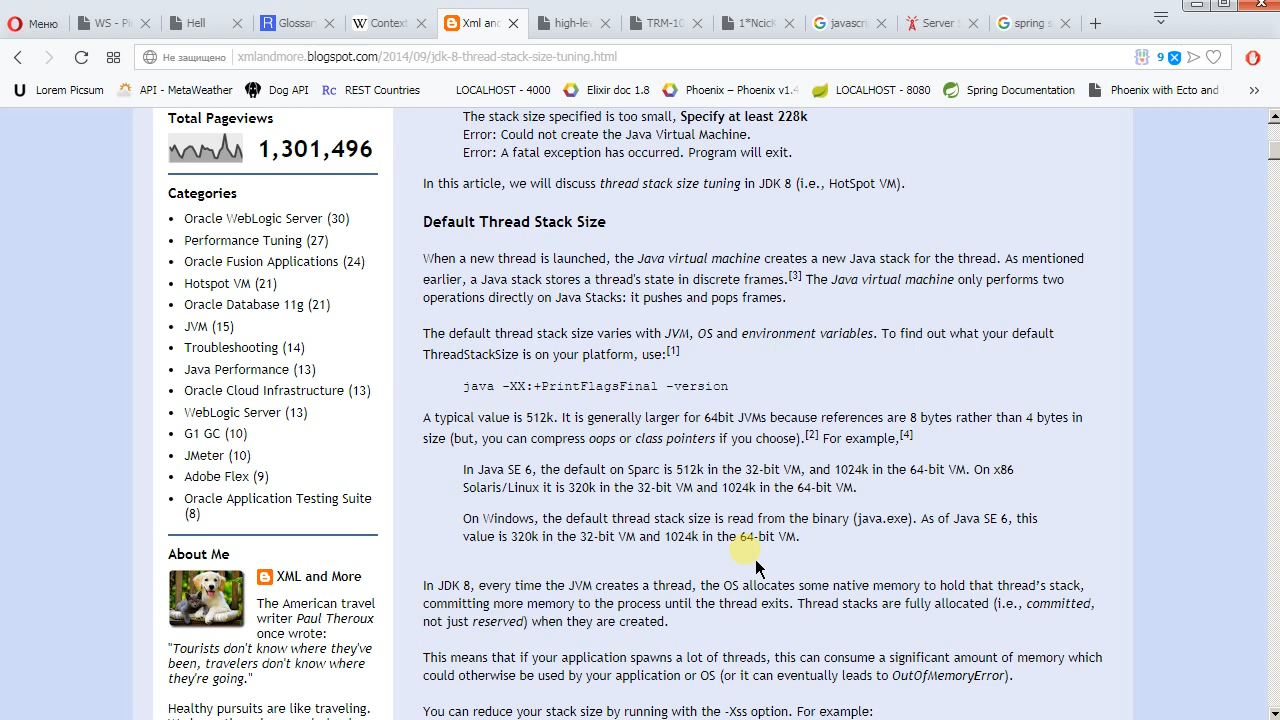 Меню
WS - Pi
Hell
Glossar
Context
Xml and
high-lev
TRM-10
1*NciCK
javascri
Server S
spring s
Не защищено
xmlandmore.blogspot.com/2014/09/jdk-8-thread-stack-size-tuning.html
9
Lorem Picsum
API - MetaWeather
Dog API
Rc REST Countries
LOCALHOST - 4000
Elixir doc 1.8
Phoenix – Phoenix v1.4
LOCALHOST - 8080
Spring Documentation
Phoenix with Ecto and
Total Pageviews
1,301,496
Categories
• Oracle WebLogic Server (30)
• Performance Tuning (27)
• Oracle Fusion Applications (24)
• Hotspot VM (21)
• Oracle Database 11g (21)
• JVM (15)
• Troubleshooting (14)
• Java Performance (13)
• Oracle Cloud Infrastructure (13)
• WebLogic Server (13)
• G1 GC (10)
• JMeter (10)
• Adobe Flex (9)
• Oracle Application Testing Suite
(8)
About Me
XML and More
The American travel
writer Paul Theroux
once wrote:
"Tourists don't know where they've
been, travelers don't know where
they're going."
Healthy pursuits are like traveling.
The stack size specified is too small, Specify at least 228k
Error: Could not create the Java Virtual Machine.
Error: A fatal exception has occurred. Program will exit.
In this article, we will discuss thread stack size tuning in JDK 8 (i.e., HotSpot VM).
Default Thread Stack Size
When a new thread is launched, the Java virtual machine creates a new Java stack for the thread. As mentioned
earlier, a Java stack stores a thread's state in discrete frames.[3] The Java virtual machine only performs two
operations directly on Java Stacks: it pushes and pops frames.
The default thread stack size varies with JVM, OS and environment variables. To find out what your default
ThreadStackSize is on your platform, use:[1]
java -XX:+PrintFlagsFinal -version
A typical value is 512k. It is generally larger for 64bit JVMs because references are 8 bytes rather than 4 bytes in
size (but, you can compress oops or class pointers if you choose).[2] For example,[4]
In Java SE 6, the default on Sparc is 512k in the 32-bit VM, and 1024k in the 64-bit VM. On x86
Solaris/Linux it is 320k in the 32-bit VM and 1024k in the 64-bit VM.
On Windows, the default thread stack size is read from the binary (java.exe). As of Java SE 6, this
value is 320k in the 32-bit VM and 1024k in the 64-bit VM.
In JDK 8, every time the JVM creates a thread, the OS allocates some native memory to hold that thread's stack,
committing more memory to the process until the thread exits. Thread stacks are fully allocated (i.e., committed,
not just reserved) when they are created.
This means that if your application spawns a lot of threads, this can consume a significant amount of memory which
could otherwise be used by your application or OS (or it can eventually leads to OutOfMemoryError).
You can reduce your stack size by running with the -Xss option. For example: